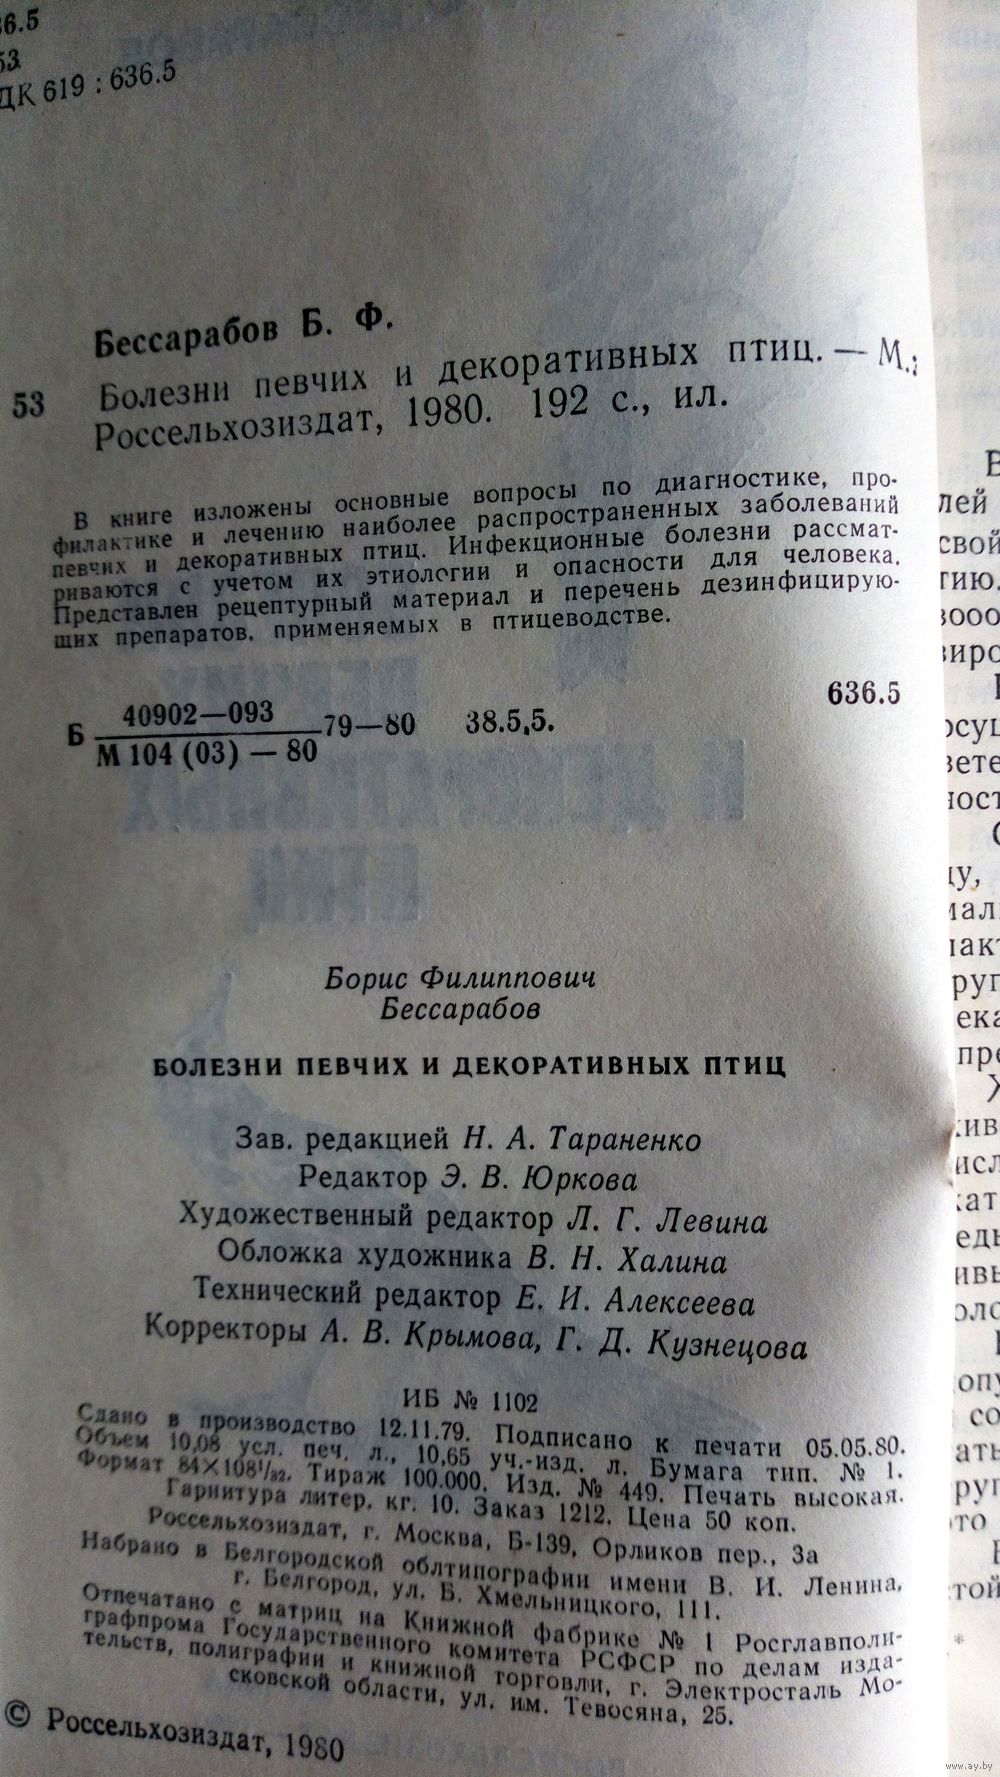 36.5
53
ДК 619 : 636.5
Бессарабов Б. Ф.
53 Болезни певчих и декоративных птиц. — М.:
Россельхозиздат, 1980. 192 с., ил.
В книге изложены основные вопросы по диагностике, про-
филактике и лечению наиболее распространенных заболеваний
певчих и декоративных птиц. Инфекционные болезни рассмат-
риваются с учетом их этиологии и опасности для человека.
Представлен рецептурный материал и перечень дезинфицирую-
щих препаратов, применяемых в птицеводстве.
Б 40902—093 79—80 38.5,5. 636.5
М 104 (03) — 80
Борис Филиппович
Бессарабов
БОЛЕЗНИ ПЕВЧИХ И ДЕКОРАТИВНЫХ ПТИЦ
Зав. редакцией Н. А. Тараненко
Редактор Э. В. Юркова
Художественный редактор Л. Г. Левина
Обложка художника В. Н. Халина
Технический редактор Е. И. Алексеева
Корректоры А. В. Крымова, Г. Д. Кузнецова
ИБ № 1102
Сдано в производство 12.11.79. Подписано к печати 05.05.80.
Объем 10,08 усл. печ. л., 10,65 уч.-изд. л. Бумага тип. № 1.
Формат 84×108¹/₃₂. Тираж 100.000. Изд. № 449. Печать высокая.
Гарнитура литер. кг. 10. Заказ 1212. Цена 50 коп.
Россельхозиздат, г. Москва, Б-139, Орликов пер., 3а
Набрано в Белгородской облтипографии имени В. И. Ленина,
г. Белгород, ул. Б. Хмельницкого, 111.
Отпечатано с матриц на Книжной фабрике № 1 Росглавполи-
графпрома Государственного комитета РСФСР по делам изда-
тельств, полиграфии и книжной торговли, г. Электросталь Мо-
сковской области, ул. им. Тевосяна, 25.
© Россельхозиздат, 1980
www.ay.by